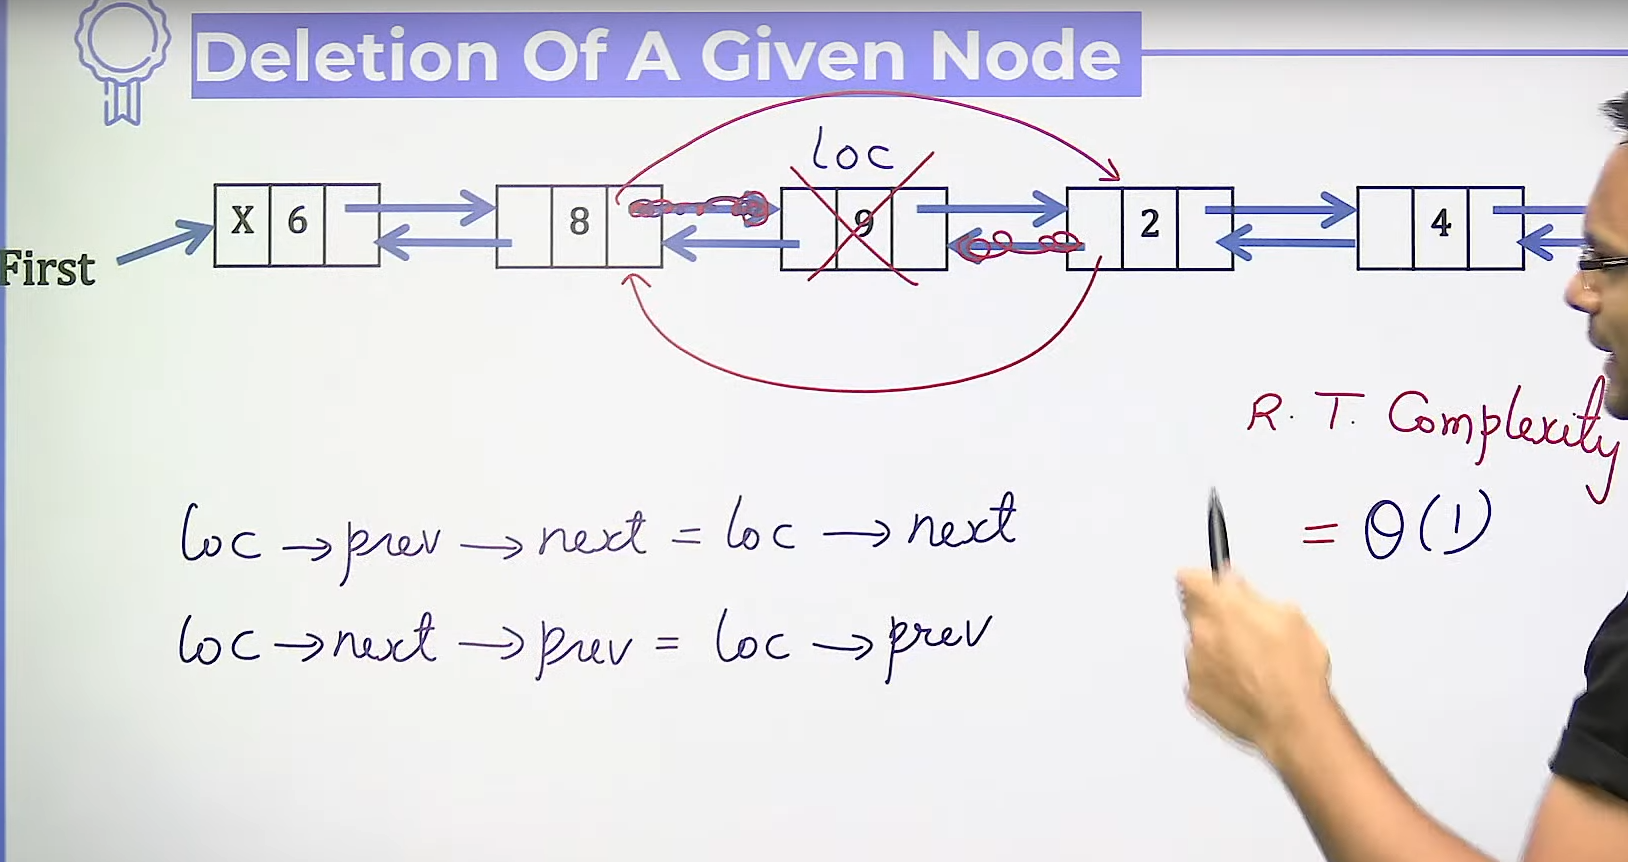 Deletion Of A Given Node
loc
First
X 6 8 9 2 4
R. T. Complexity
= θ(1)
loc → prev → next = loc → next
loc → next → prev = loc → prev